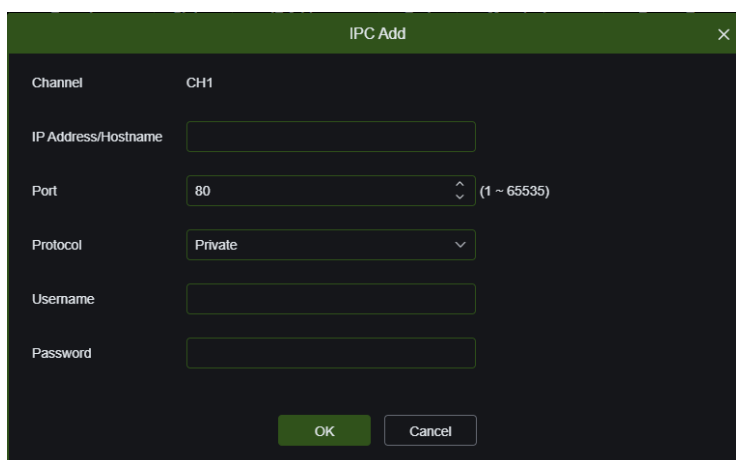 IPC Add
Channel CH1
IP Address/Hostname
Port 80 (1 ~ 65535)
Protocol Private
Username
Password
OK Cancel